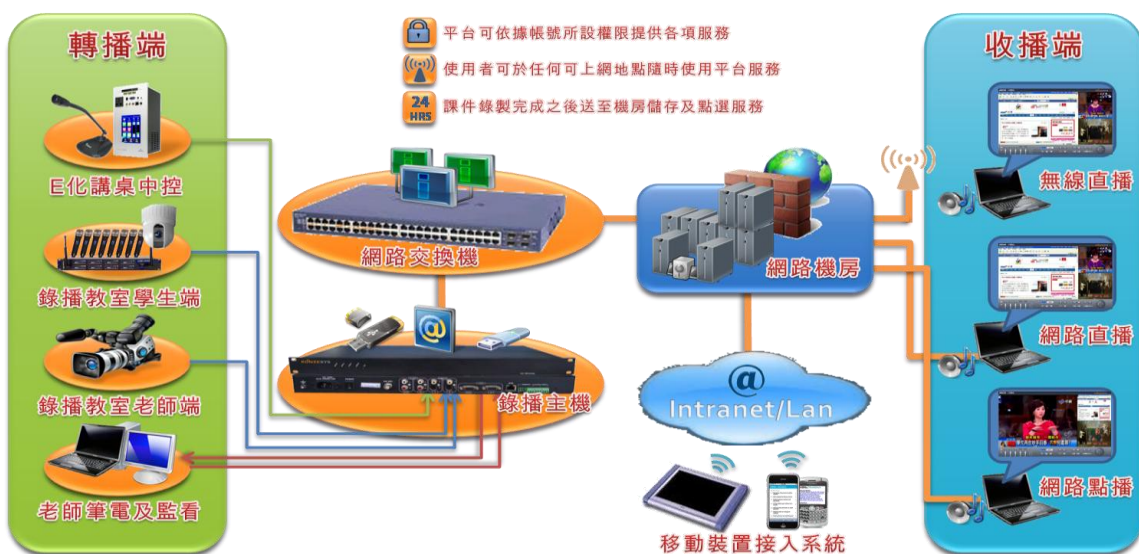 轉播端
E化講桌中控
錄播教室學生端
錄播教室老師端
老師筆電及監看
平台可依據帳號所設權限提供各項服務
使用者可於任何可上網地點隨時使用平台服務
24
HRS
課件錄製完成之後送至機房儲存及點選服務
網路交換機
@
錄播主機
網路機房
@
Intranet/Lan
移動裝置接入系統
收播端
無線直播
網路直播
網路點播